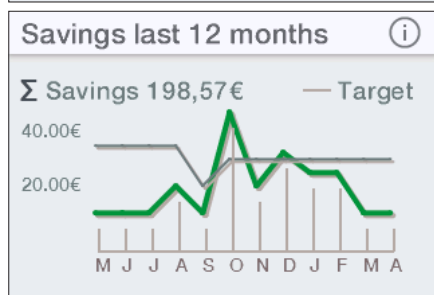 Savings last 12 months i
Σ Savings 198,57€ Target
40.00€
20.00€
M J J A S O N D J F M A